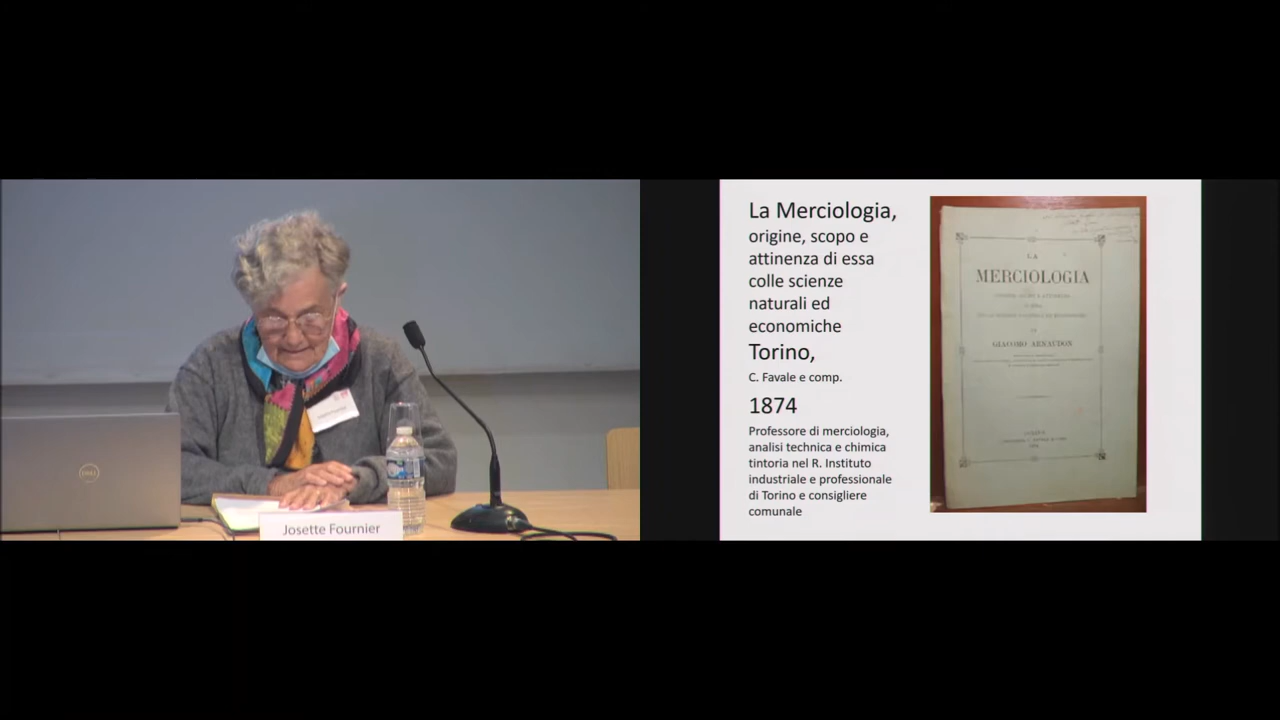 Josette Fournier
DELL
La Merciologia,
origine, scopo e
attinenza di essa
colle scienze
naturali ed
economiche
Torino,
C. Favale e comp.
1874
Professore di merciologia,
analisi technica e chimica
tintoria nel R. Instituto
industriale e professionale
di Torino e consigliere
comunale
LA
MERCIOLOGIA
GIACOMO ARNAUDON